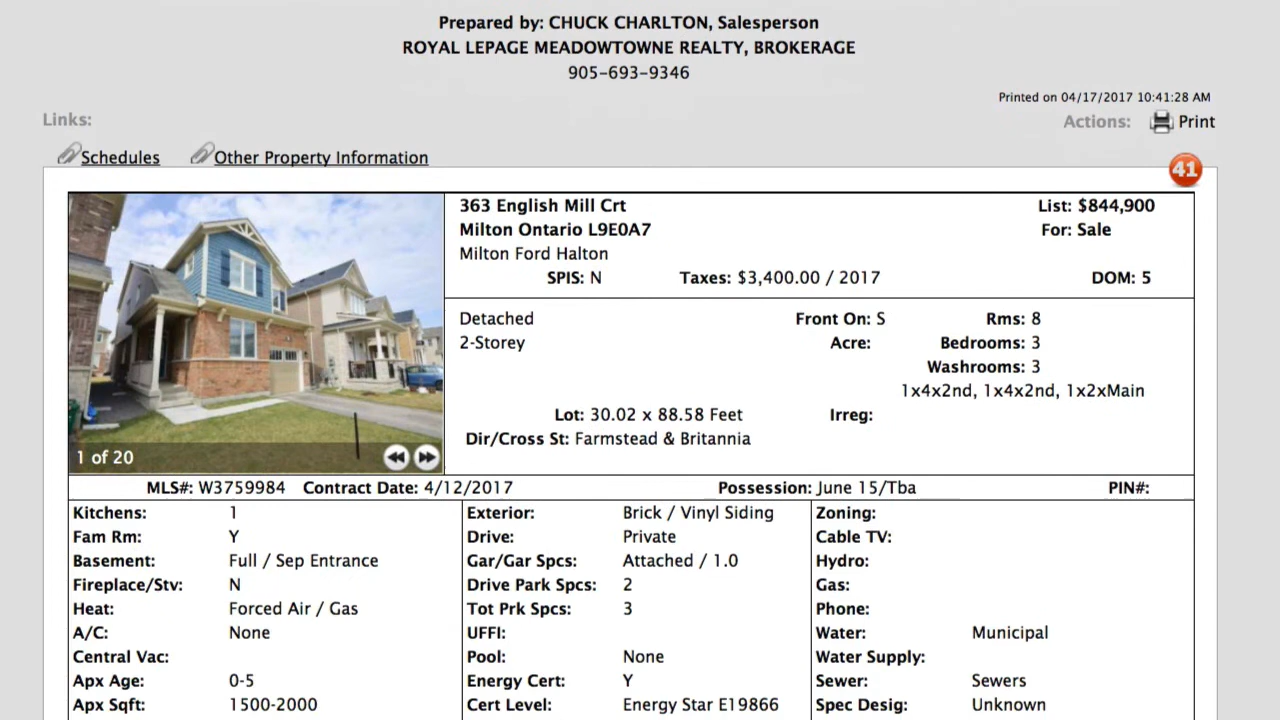 Prepared by: CHUCK CHARLTON, Salesperson
ROYAL LEPAGE MEADOWTOWNE REALTY, BROKERAGE
905-693-9346
Printed on 04/17/2017 10:41:28 AM
Links:
Actions: Print
Schedules Other Property Information
41
363 English Mill Crt List: $844,900
Milton Ontario L9E0A7 For: Sale
Milton Ford Halton
SPIS: N Taxes: $3,400.00 / 2017 DOM: 5
Detached Front On: S Rms: 8
2-Storey Acre: Bedrooms: 3
Washrooms: 3
1x4x2nd, 1x4x2nd, 1x2xMain
Lot: 30.02 x 88.58 Feet Irreg:
Dir/Cross St: Farmstead & Britannia
1 of 20
MLS#: W3759984 Contract Date: 4/12/2017 Possession: June 15/Tba PIN#:
Kitchens: 1 Exterior: Brick / Vinyl Siding Zoning:
Fam Rm: Y Drive: Private Cable TV:
Basement: Full / Sep Entrance Gar/Gar Spcs: Attached / 1.0 Hydro:
Fireplace/Stv: N Drive Park Spcs: 2 Gas:
Heat: Forced Air / Gas Tot Prk Spcs: 3 Phone:
A/C: None UFFI: Water: Municipal
Central Vac: Pool: None Water Supply:
Apx Age: 0-5 Energy Cert: Y Sewer: Sewers
Apx Sqft: 1500-2000 Cert Level: Energy Star E19866 Spec Desig: Unknown